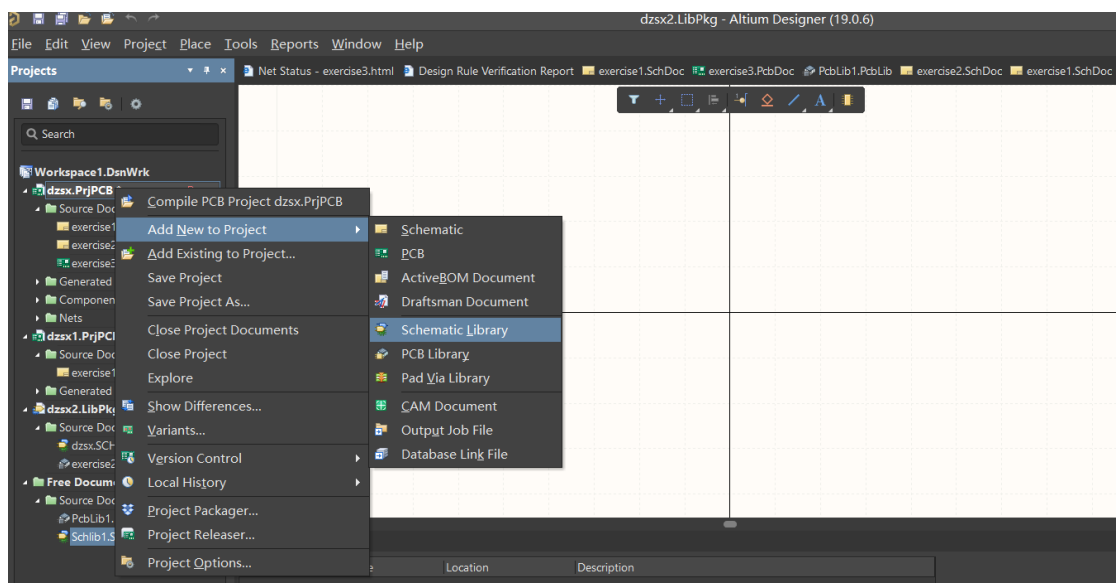 dzsx2.LibPkg - Altium Designer (19.0.6)
File Edit View Project Place Tools Reports Window Help
Projects
Net Status - exercise3.html Design Rule Verification Report exercise1.SchDoc exercise3.PcbDoc PcbLib1.PcbLib exercise2.SchDoc exercise1.SchDoc
Search
Workspace1.DsnWrk
dzsx.PrjPCB
Source Doc
exercise1
exercise2
exercise3
Generated
Componen
Nets
dzsx1.PrjPCI
Source Doc
exercise1
Generated
dzsx2.LibPk
Source Doc
dzsx.SCH
exercise2
Free Docum
Source Doc
PcbLib1.
Schlib1.S
Compile PCB Project dzsx.PrjPCB
Add New to Project
Add Existing to Project...
Save Project
Save Project As...
Close Project Documents
Close Project
Explore
Show Differences...
Variants...
Version Control
Local History
Project Packager...
Project Releaser...
Project Options...
Schematic
PCB
ActiveBOM Document
Draftsman Document
Schematic Library
PCB Library
Pad Via Library
CAM Document
Output Job File
Database Link File
Location Description